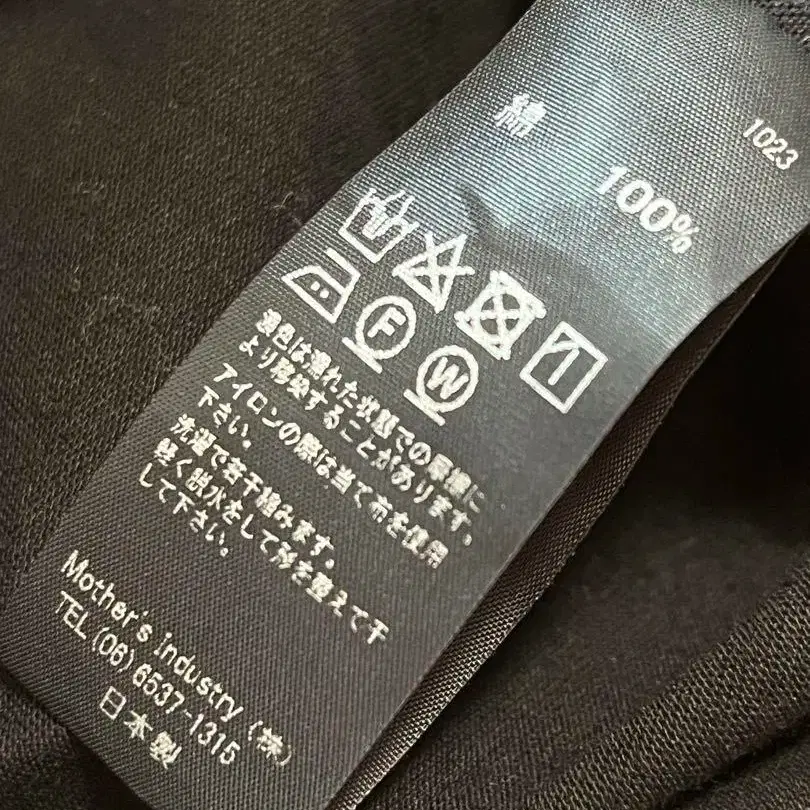 1023
綿 100%
F W
濃色は濡れた状態での摩擦に
より移染することがあります。
アイロンの際は当て布を使用
下さい。
洗濯で若干縮みます。
軽く脱水をして形を整えて干
して下さい。
Mother's Industry (株)
TEL (06) 6537-1315
日本製